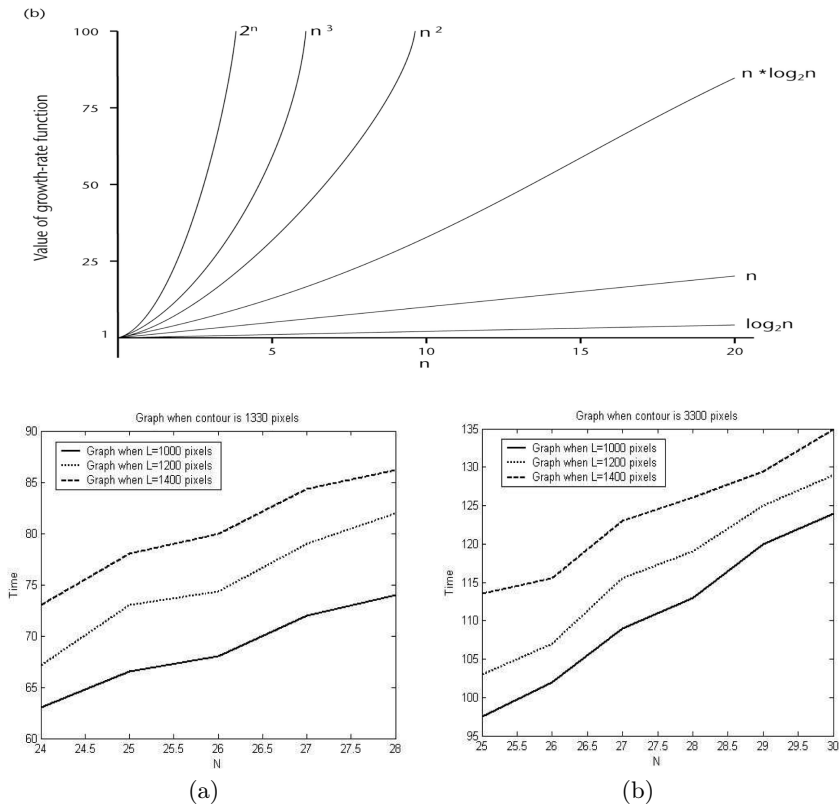 (b)
Value of growth-rate function
100
75
50
25
1
2ⁿ
n³
n²
n *log₂n
n
log₂n
5
10
15
20
n
Graph when contour is 1330 pixels
Graph when L=1000 pixels
Graph when L=1200 pixels
Graph when L=1400 pixels
Time
90
85
80
75
70
65
60
24
24.5
25
25.5
26
26.5
27
27.5
28
N
(a)
Graph when contour is 3300 pixels
Graph when L=1000 pixels
Graph when L=1200 pixels
Graph when L=1400 pixels
Time
135
130
125
120
115
110
105
100
95
25
25.5
26
26.5
27
27.5
28
28.5
29
29.5
30
N
(b)